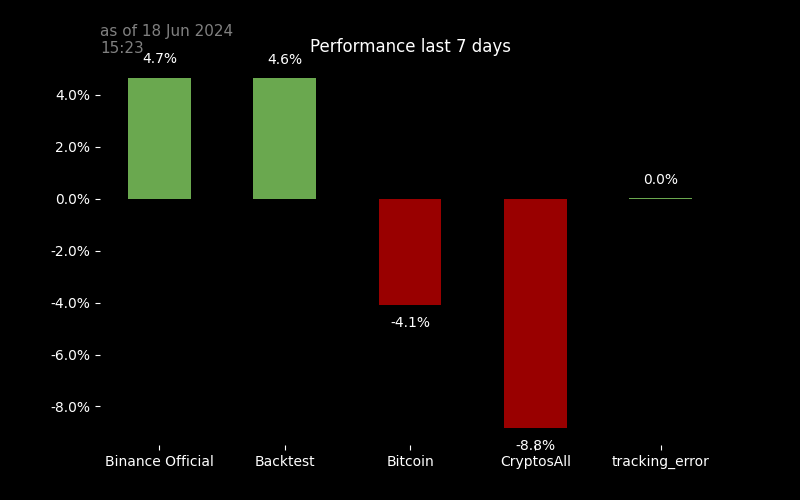 as of 18 Jun 2024
15:23
Performance last 7 days
4.7%
4.6%
0.0%
-4.1%
-8.8%
4.0%
2.0%
0.0%
-2.0%
-4.0%
-6.0%
-8.0%
Binance Official
Backtest
Bitcoin
CryptosAll
tracking_error